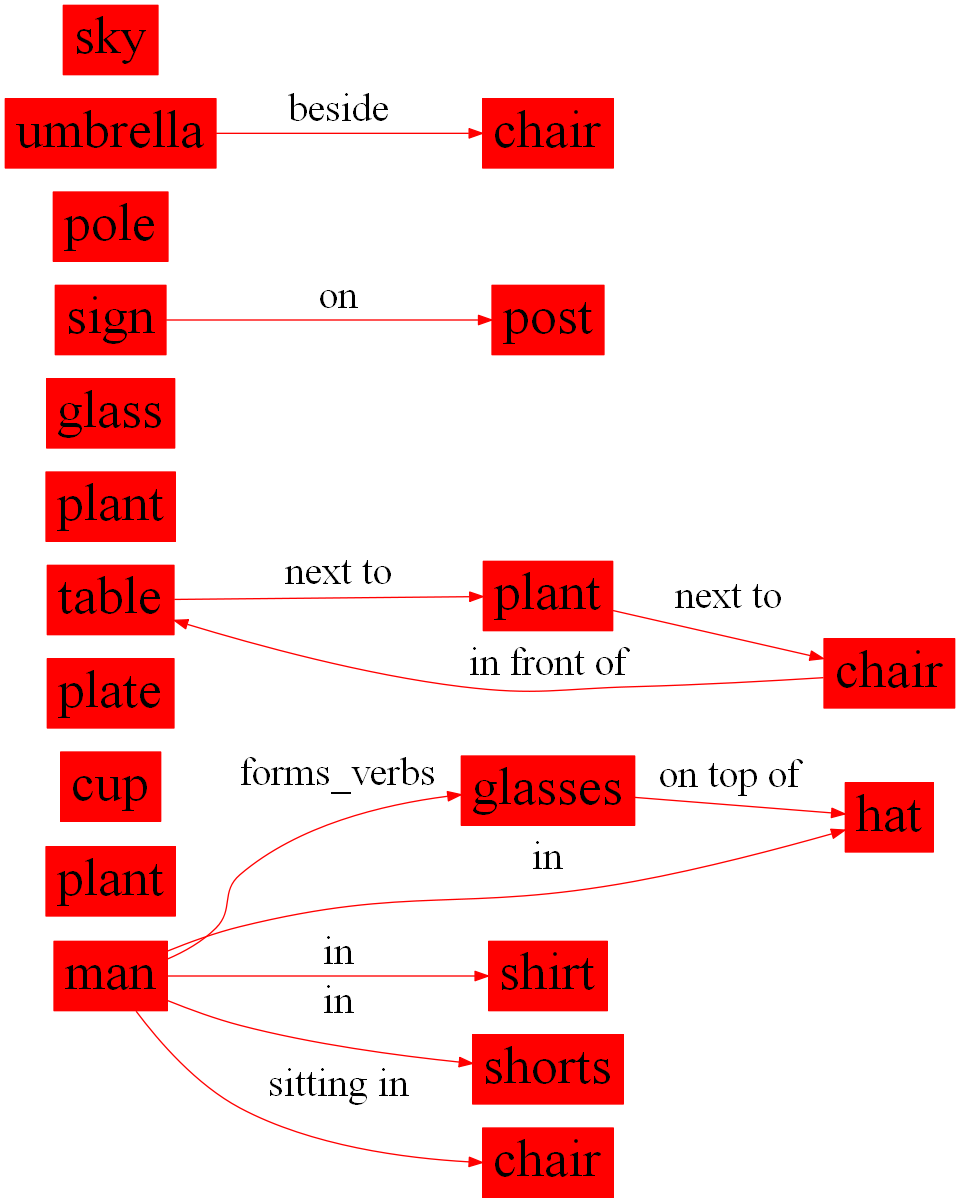 sky
umbrella
beside
chair
pole
sign
on
post
glass
plant
table
next to
plant
next to
in front of
chair
plate
cup
forms_verbs
glasses
on top of
hat
in
plant
man
in
shirt
in
shorts
sitting in
chair